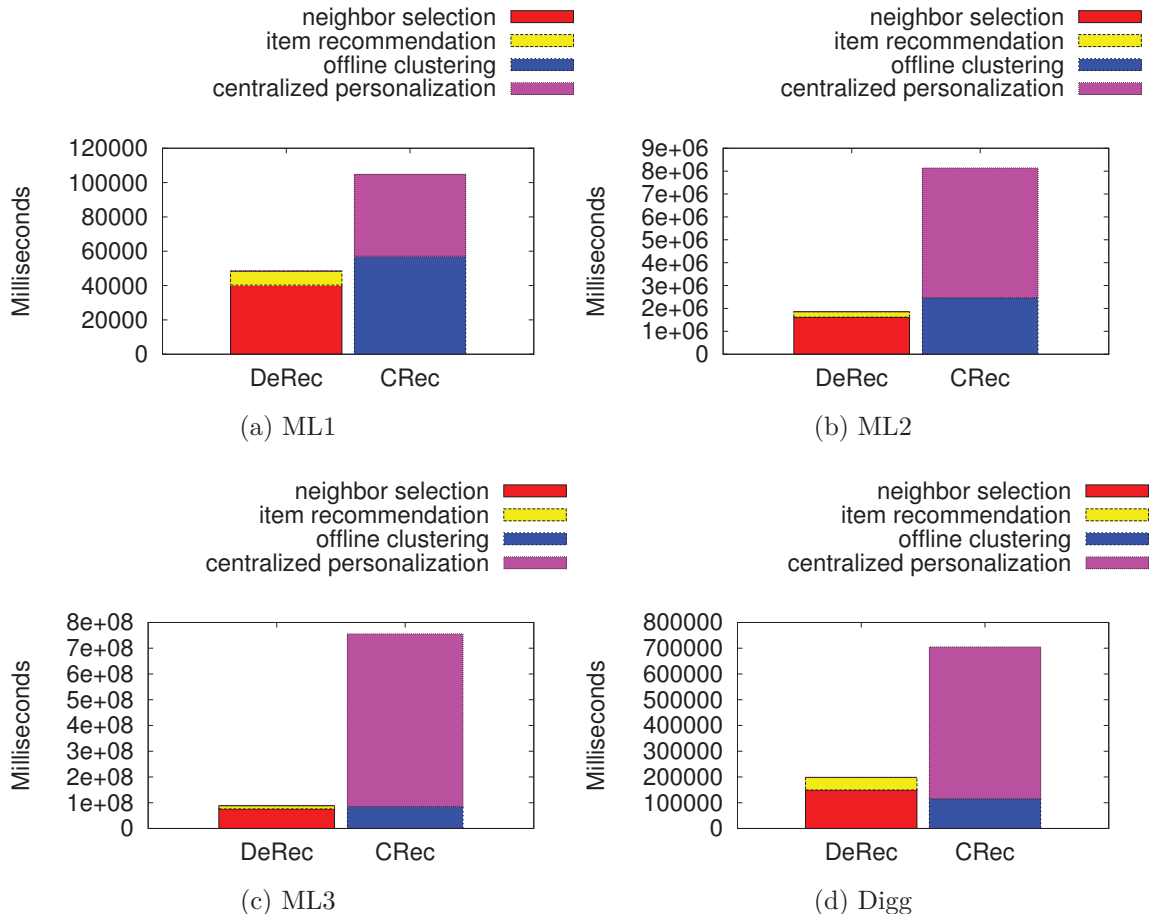 neighbor selection
item recommendation
offline clustering
centralized personalization
120000
100000
80000
60000
40000
20000
0
Milliseconds
DeRec CRec
(a) ML1
neighbor selection
item recommendation
offline clustering
centralized personalization
9e+06
8e+06
7e+06
6e+06
5e+06
4e+06
3e+06
2e+06
1e+06
0
Milliseconds
DeRec CRec
(b) ML2
neighbor selection
item recommendation
offline clustering
centralized personalization
8e+08
7e+08
6e+08
5e+08
4e+08
3e+08
2e+08
1e+08
0
Milliseconds
DeRec CRec
(c) ML3
neighbor selection
item recommendation
offline clustering
centralized personalization
800000
700000
600000
500000
400000
300000
200000
100000
0
Milliseconds
DeRec CRec
(d) Digg